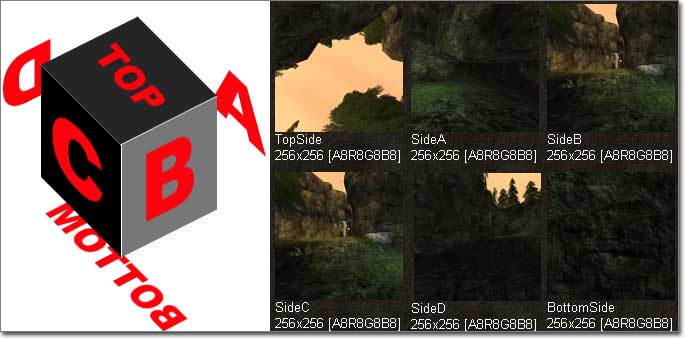 D
A
TOP
C
B
BOTTOM
TopSide
256x256 [A8R8G8B8]
SideA
256x256 [A8R8G8B8]
SideB
256x256 [A8R8G8B8]
SideC
256x256 [A8R8G8B8]
SideD
256x256 [A8R8G8B8]
BottomSide
256x256 [A8R8G8B8]